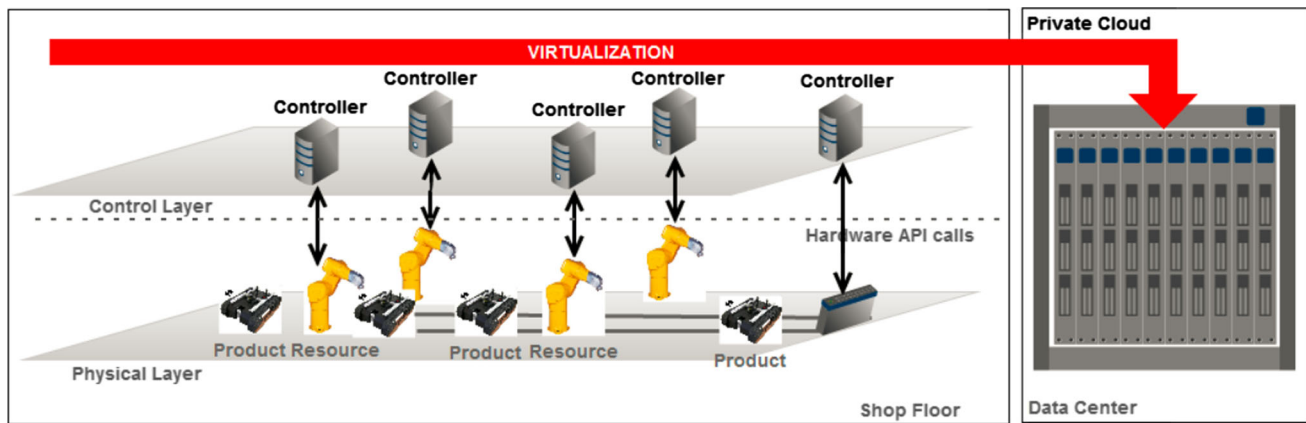 Private Cloud
VIRTUALIZATION
Controller
Controller
Controller
Controller
Controller
Control Layer
Hardware API calls
Product
Resource
Product
Resource
Product
Physical Layer
Shop Floor
Data Center